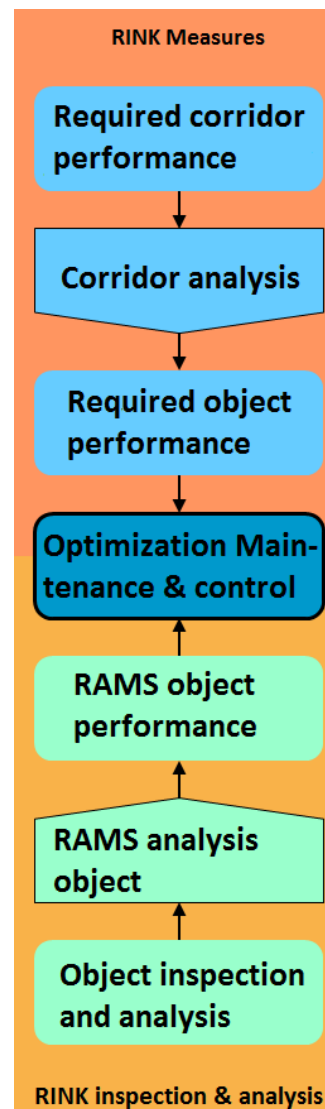 RINK Measures
Required corridor
performance
Corridor analysis
Required object
performance
Optimization Main-
tenance & control
RAMS object
performance
RAMS analysis
object
Object inspection
and analysis
RINK inspection & analysis